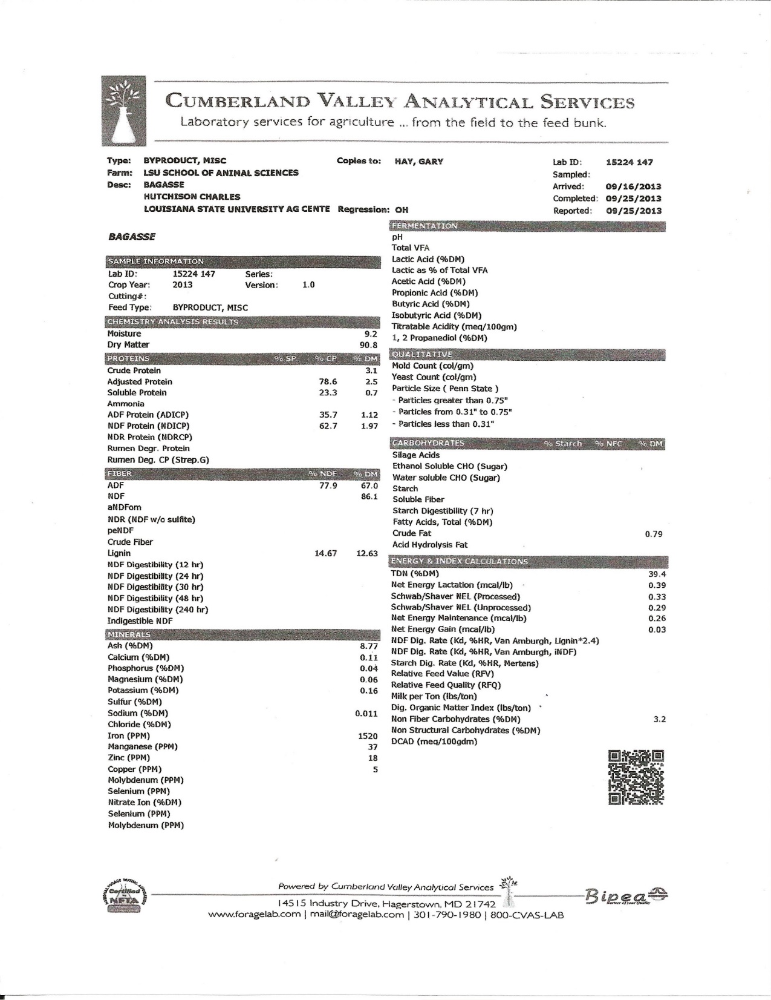 CUMBERLAND VALLEY ANALYTICAL SERVICES
Laboratory services for agriculture ... from the field to the feed bunk.
Type: BYPRODUCT, MISC Copies to: HAY, GARY Lab ID: 15224 147
Farm: LSU SCHOOL OF ANIMAL SCIENCES Sampled:
Desc: BAGASSE Arrived: 09/16/2013
HUTCHISON CHARLES Completed: 09/25/2013
LOUISIANA STATE UNIVERSITY AG CENTE Regression: OH Reported: 09/25/2013
BAGASSE
SAMPLE INFORMATION
Lab ID: 15224 147 Series:
Crop Year: 2013 Version: 1.0
Cutting#:
Feed Type: BYPRODUCT, MISC
CHEMISTRY ANALYSIS RESULTS
Moisture 9.2
Dry Matter 90.8
PROTEINS % SP % CP % DM
Crude Protein 3.1
Adjusted Protein 78.6 2.5
Soluble Protein 23.3 0.7
Ammonia
ADF Protein (ADICP) 35.7 1.12
NDF Protein (NDICP) 62.7 1.97
NDR Protein (NDRCP)
Rumen Degr. Protein
Rumen Deg. CP (Strep.G)
FIBER % NDF % DM
ADF 77.9 67.0
NDF 86.1
aNDFom
NDR (NDF w/o sulfite)
peNDF
Crude Fiber
Lignin 14.67 12.63
NDF Digestibility (12 hr)
NDF Digestibility (24 hr)
NDF Digestibility (30 hr)
NDF Digestibility (48 hr)
NDF Digestibility (240 hr)
Indigestible NDF
MINERALS
Ash (%DM) 8.77
Calcium (%DM) 0.11
Phosphorus (%DM) 0.04
Magnesium (%DM) 0.06
Potassium (%DM) 0.16
Sulfur (%DM)
Sodium (%DM) 0.011
Chloride (%DM)
Iron (PPM) 1520
Manganese (PPM) 37
Zinc (PPM) 18
Copper (PPM) 5
Molybdenum (PPM)
Selenium (PPM)
Nitrate Ion (%DM)
Selenium (PPM)
Molybdenum (PPM)
FERMENTATION
pH
Total VFA
Lactic Acid (%DM)
Lactic as % of Total VFA
Acetic Acid (%DM)
Propionic Acid (%DM)
Butyric Acid (%DM)
Isobutyric Acid (%DM)
Titratable Acidity (meq/100gm)
1, 2 Propanediol (%DM)
QUALITATIVE
Mold Count (col/gm)
Yeast Count (col/gm)
Particle Size ( Penn State )
- Particles greater than 0.75"
- Particles from 0.31" to 0.75"
- Particles less than 0.31"
CARBOHYDRATES % Starch % NFC % DM
Silage Acids
Ethanol Soluble CHO (Sugar)
Water soluble CHO (Sugar)
Starch
Soluble Fiber
Starch Digestibility (7 hr)
Fatty Acids, Total (%DM)
Crude Fat 0.79
Acid Hydrolysis Fat
ENERGY & INDEX CALCULATIONS
TDN (%DM) 39.4
Net Energy Lactation (mcal/lb) 0.39
Schwab/Shaver NEL (Processed) 0.33
Schwab/Shaver NEL (Unprocessed) 0.29
Net Energy Maintenance (mcal/lb) 0.26
Net Energy Gain (mcal/lb) 0.03
NDF Dig. Rate (Kd, %HR, Van Amburgh, Lignin*2.4)
NDF Dig. Rate (Kd, %HR, Van Amburgh, iNDF)
Starch Dig. Rate (Kd, %HR, Mertens)
Relative Feed Value (RFV)
Relative Feed Quality (RFQ)
Milk per Ton (lbs/ton)
Dig. Organic Matter Index (lbs/ton)
Non Fiber Carbohydrates (%DM) 3.2
Non Structural Carbohydrates (%DM)
DCAD (meq/100gdm)
NATIONAL FORAGE TESTING ASSOCIATION
Certified
by
NFTA
Powered by Cumberland Valley Analytical Services
14515 Industry Drive, Hagerstown, MD 21742
www.foragelab.com | mail@foragelab.com | 301-790-1980 | 800-CVAS-LAB
Bipea
Partner of your Quality